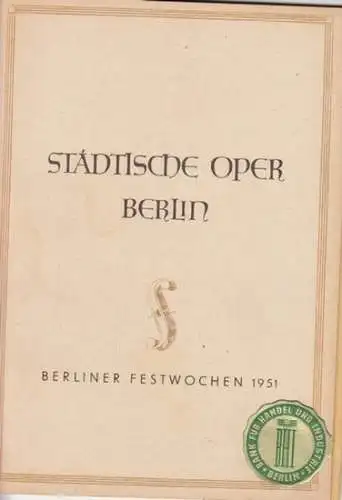 STÄDTISCHE OPER
BERLIN
BERLINER FESTWOCHEN 1951
BANK FÜR HANDEL UND INDUSTRIE
BERLIN